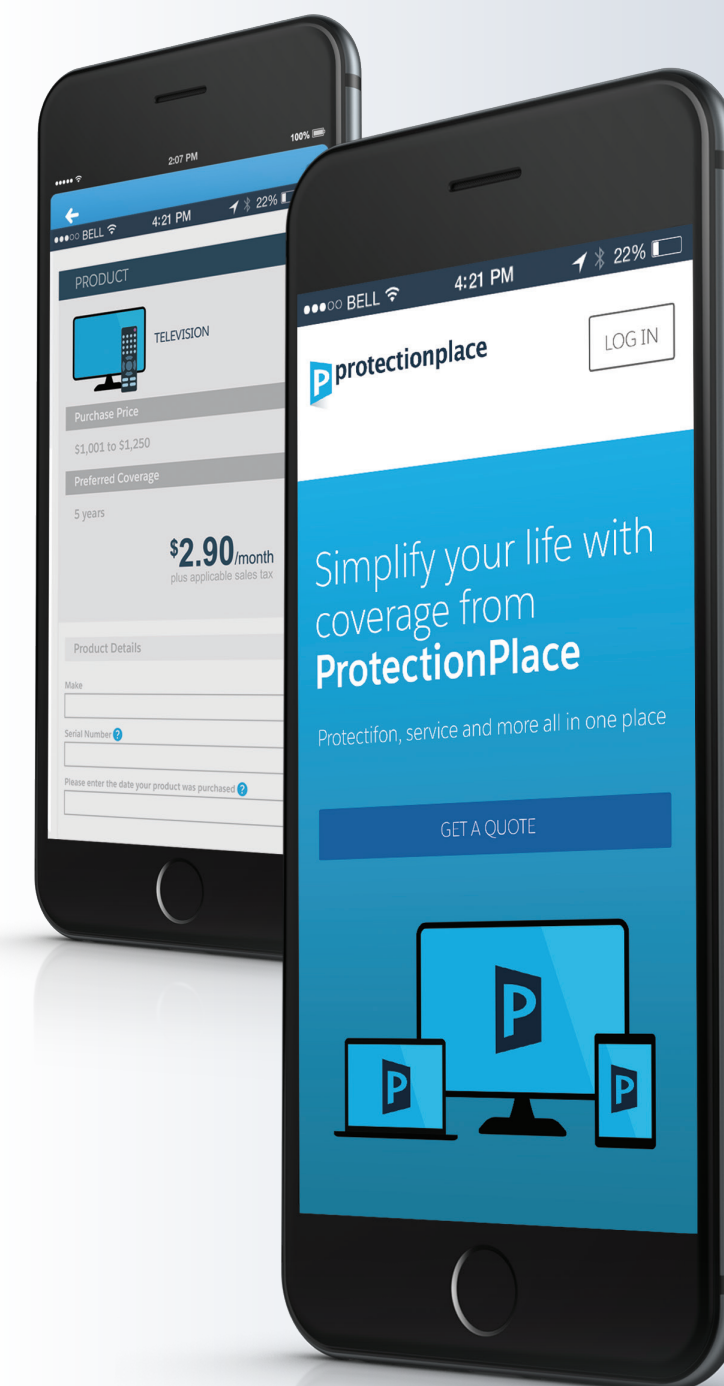 2:07 PM
100%
BELL
4:21 PM
22%
PRODUCT
TELEVISION
Purchase Price
$1,001 to $1,250
Preferred Coverage
5 years
$2.90/month
plus applicable sales tax
Product Details
Make
Serial Number ?
Please enter the date your product was purchased ?
BELL
4:21 PM
22%
P protectionplace
LOG IN
Simplify your life with
coverage from
ProtectionPlace
Protectifon, service and more all in one place
GET A QUOTE
P
P
P